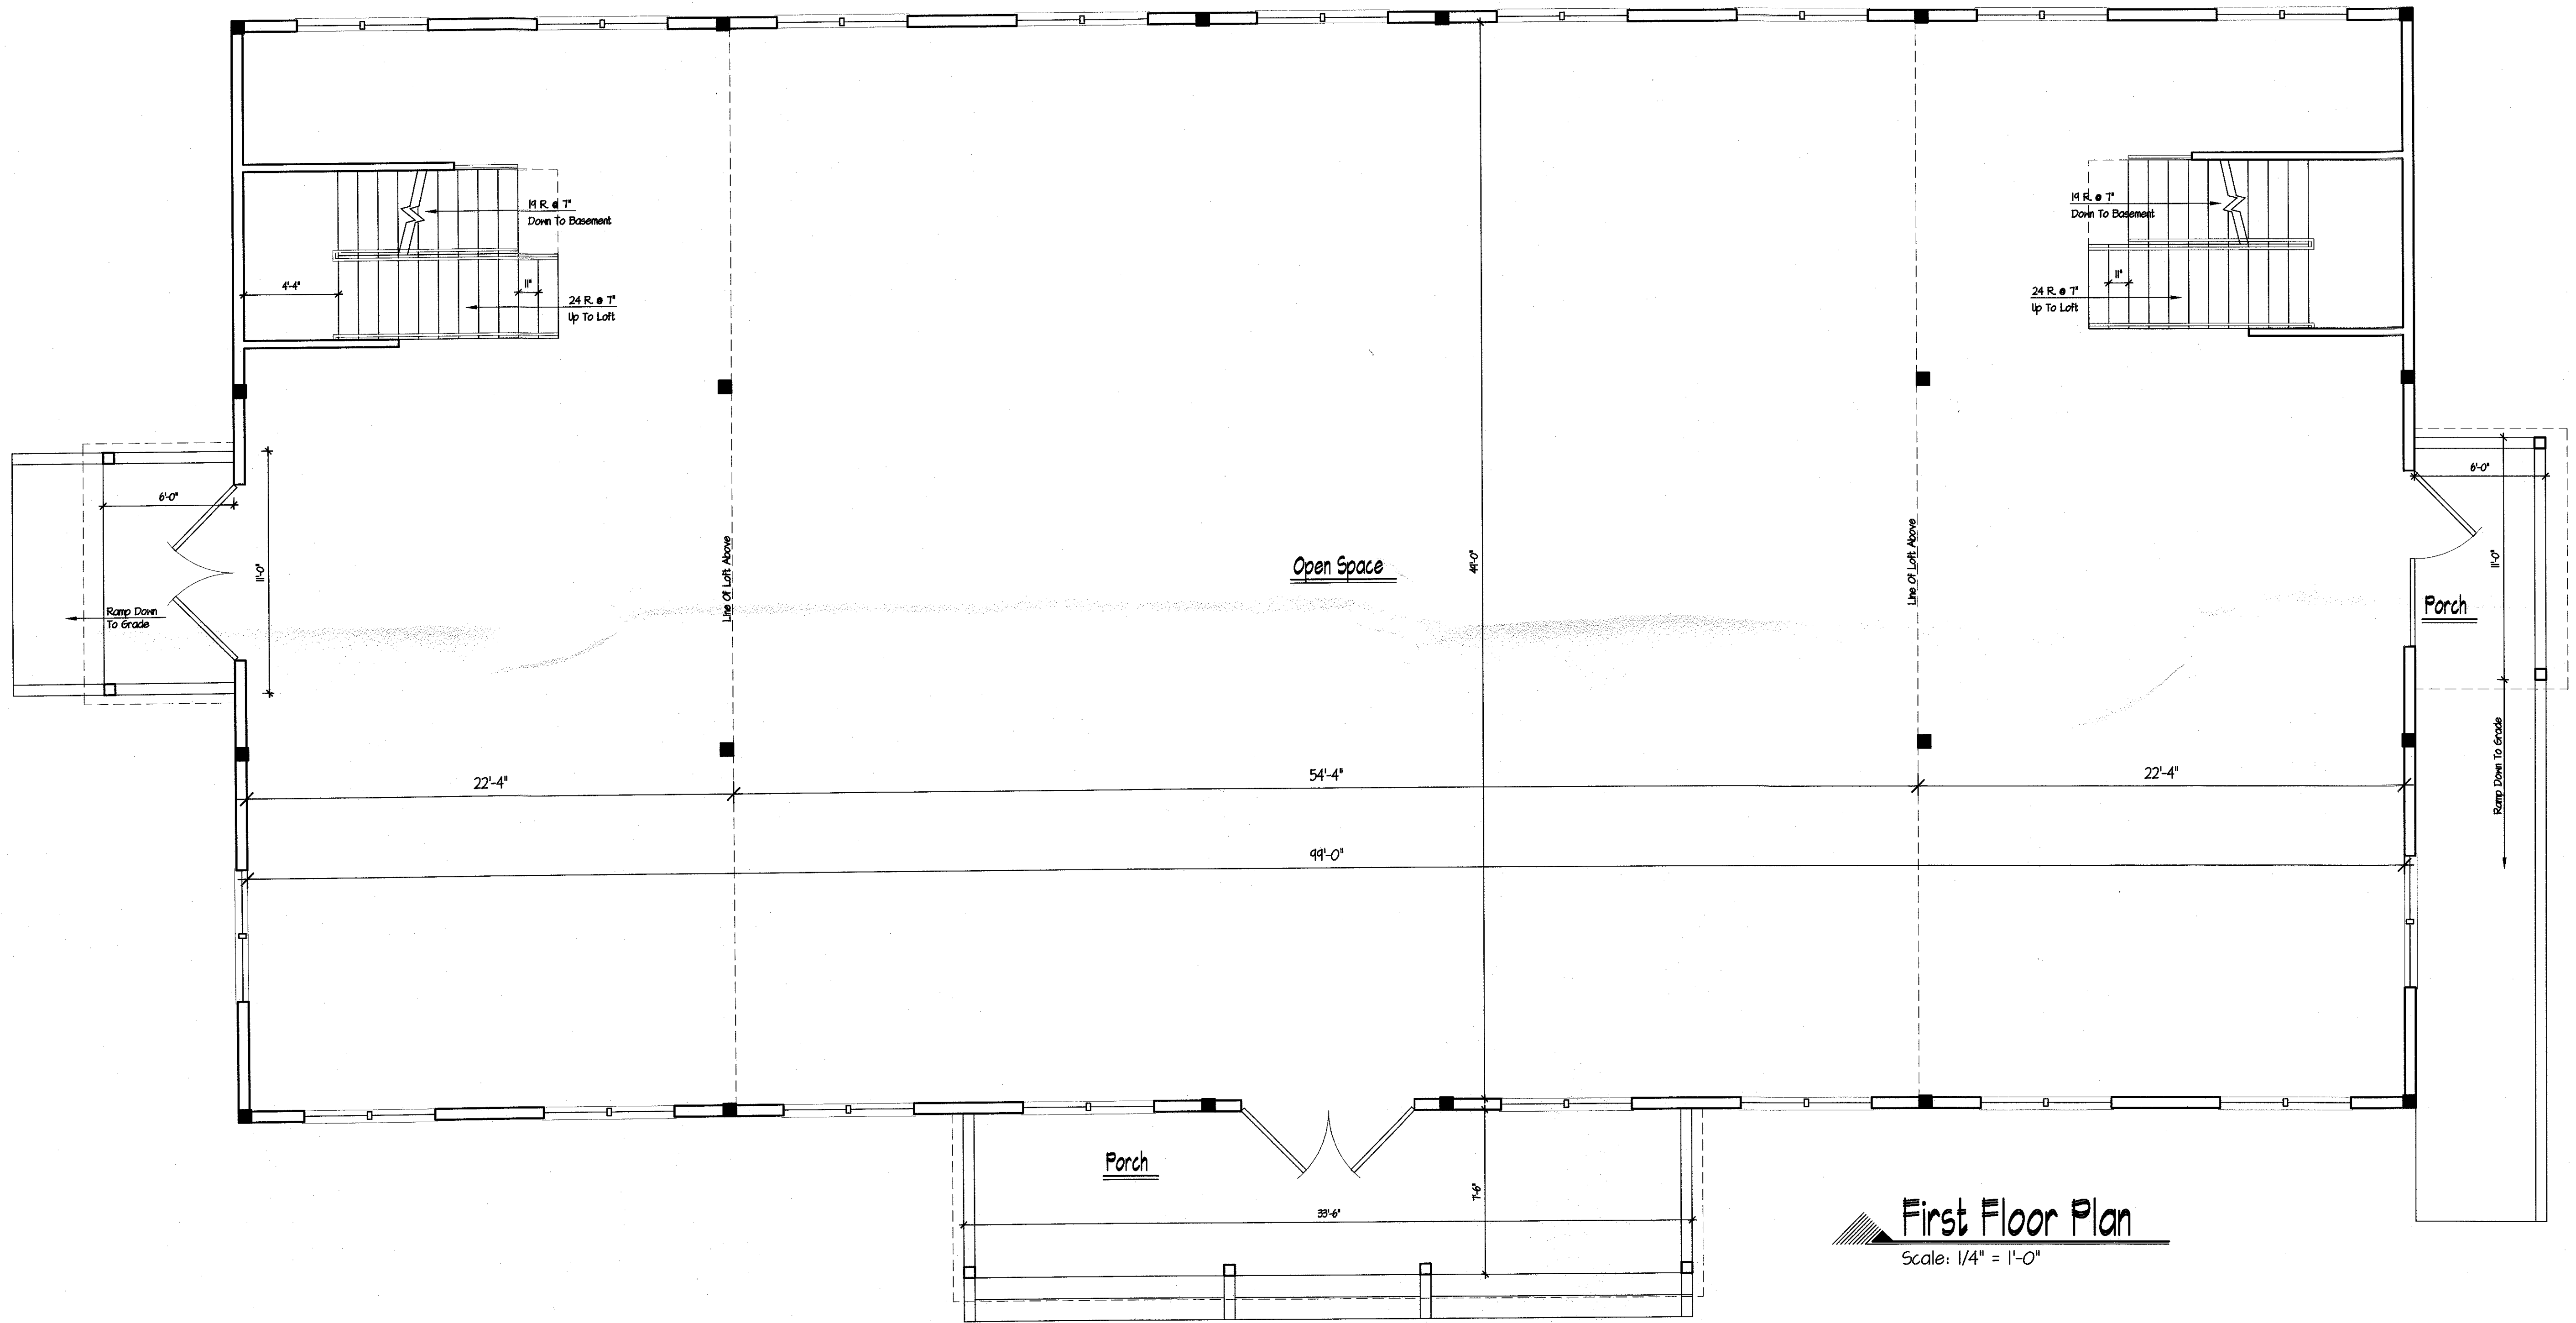 19 R. @ 7"
Down To Basement
19 R. @ 7"
Down To Basement
4'-4"
11"
24 R. @ 7"
Up To Loft
11"
24 R. @ 7"
Up To Loft
6'-0"
6'-0"
11'-0"
Line Of Loft Above
Open Space
49'-0"
Line Of Loft Above
11'-0"
Ramp Down
To Grade
Porch
22'-4"
54'-4"
22'-4"
Ramp Down To Grade
99'-0"
Porch
7'-6"
33'-6"
First Floor Plan
Scale: 1/4" = 1'-0"